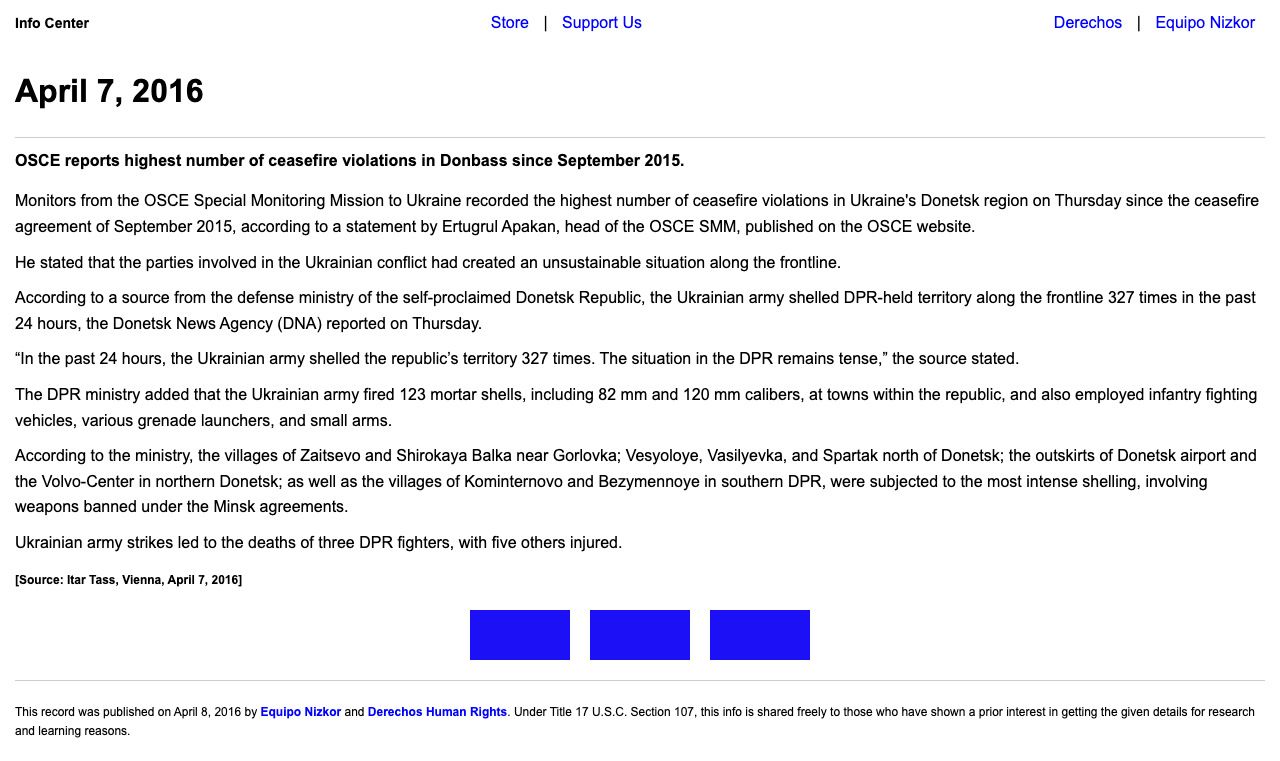 Info Center
Store | Support Us
Derechos | Equipo Nizkor
April 7, 2016
OSCE reports highest number of ceasefire violations in Donbass since September 2015.
Monitors from the OSCE Special Monitoring Mission to Ukraine recorded the highest number of ceasefire violations in Ukraine's Donetsk region on Thursday since the ceasefire
agreement of September 2015, according to a statement by Ertugrul Apakan, head of the OSCE SMM, published on the OSCE website.
He stated that the parties involved in the Ukrainian conflict had created an unsustainable situation along the frontline.
According to a source from the defense ministry of the self-proclaimed Donetsk Republic, the Ukrainian army shelled DPR-held territory along the frontline 327 times in the past
24 hours, the Donetsk News Agency (DNA) reported on Thursday.
“In the past 24 hours, the Ukrainian army shelled the republic’s territory 327 times. The situation in the DPR remains tense,” the source stated.
The DPR ministry added that the Ukrainian army fired 123 mortar shells, including 82 mm and 120 mm calibers, at towns within the republic, and also employed infantry fighting
vehicles, various grenade launchers, and small arms.
According to the ministry, the villages of Zaitsevo and Shirokaya Balka near Gorlovka; Vesyoloye, Vasilyevka, and Spartak north of Donetsk; the outskirts of Donetsk airport and
the Volvo-Center in northern Donetsk; as well as the villages of Kominternovo and Bezymennoye in southern DPR, were subjected to the most intense shelling, involving
weapons banned under the Minsk agreements.
Ukrainian army strikes led to the deaths of three DPR fighters, with five others injured.
[Source: Itar Tass, Vienna, April 7, 2016]
This record was published on April 8, 2016 by Equipo Nizkor and Derechos Human Rights. Under Title 17 U.S.C. Section 107, this info is shared freely to those who have shown a prior interest in getting the given details for research
and learning reasons.